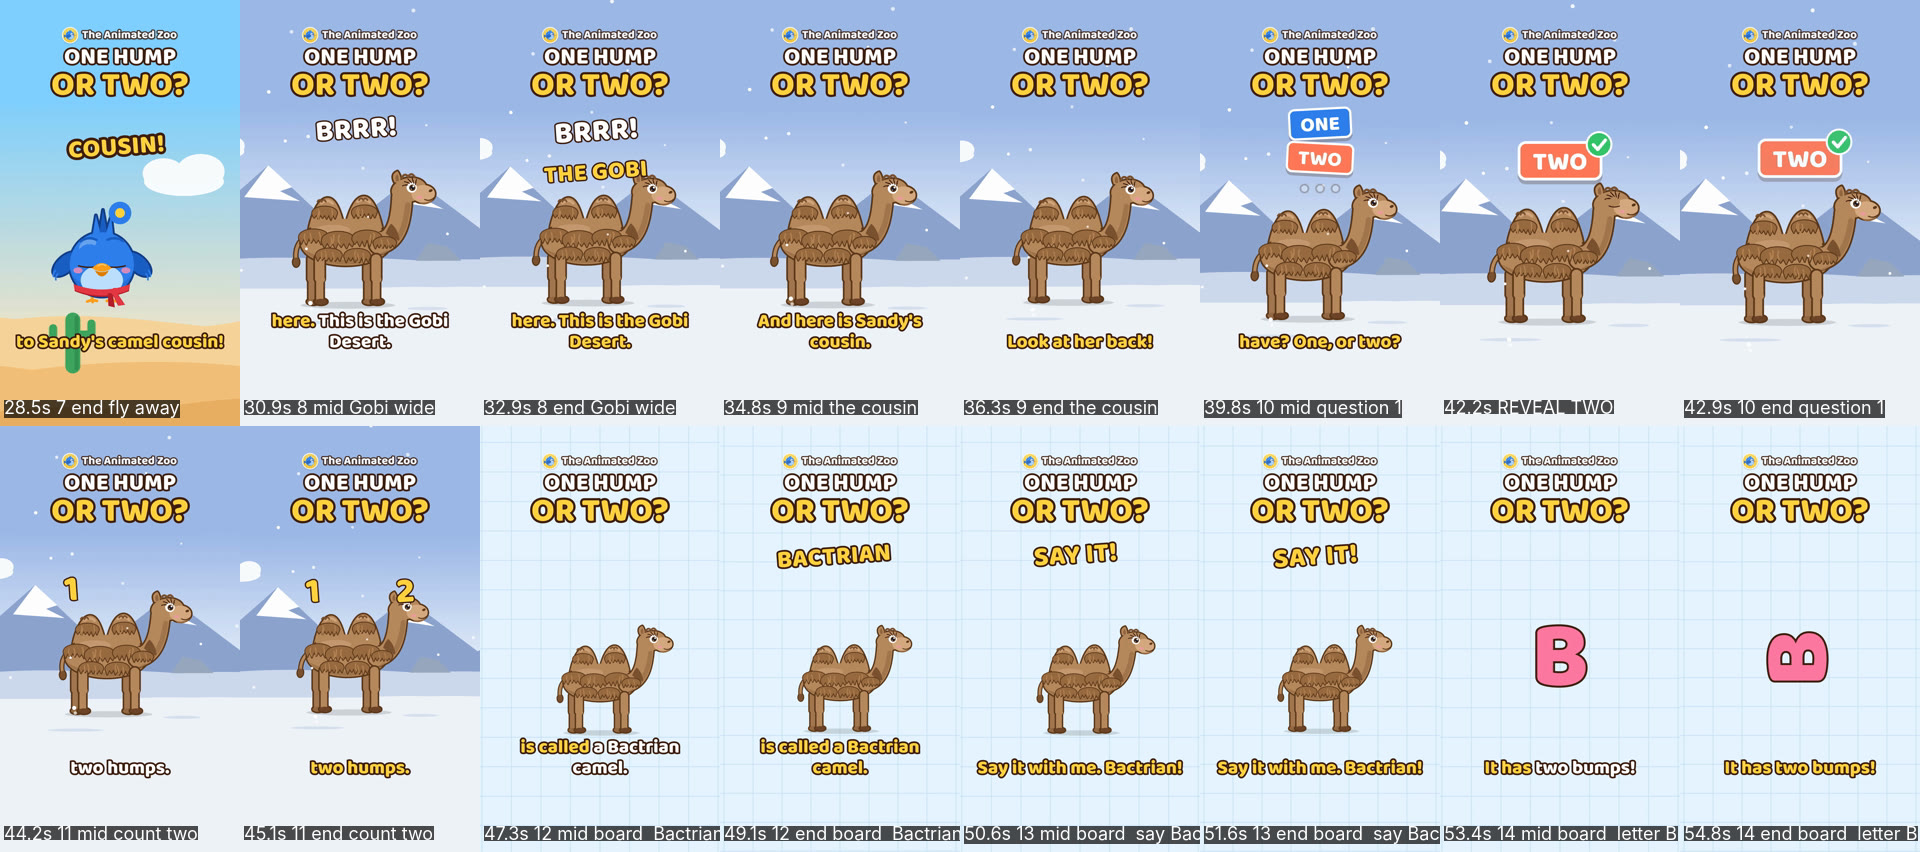 The Animated Zoo
ONE HUMP
OR TWO?
COUSIN!
to Sandy's camel cousin!
28.5s 7 end fly away
The Animated Zoo
ONE HUMP
OR TWO?
BRRR!
here. This is the Gobi
Desert.
30.9s 8 mid Gobi wide
The Animated Zoo
ONE HUMP
OR TWO?
BRRR!
THE GOBI
here. This is the Gobi
Desert.
32.9s 8 end Gobi wide
The Animated Zoo
ONE HUMP
OR TWO?
And here is Sandy's
cousin.
34.8s 9 mid the cousin
The Animated Zoo
ONE HUMP
OR TWO?
Look at her back!
36.3s 9 end the cousin
The Animated Zoo
ONE HUMP
OR TWO?
ONE
TWO
have? One, or two?
39.8s 10 mid question 1
The Animated Zoo
ONE HUMP
OR TWO?
TWO
42.2s REVEAL TWO
The Animated Zoo
ONE HUMP
OR TWO?
TWO
42.9s 10 end question 1
The Animated Zoo
ONE HUMP
OR TWO?
1
two humps.
44.2s 11 mid count two
The Animated Zoo
ONE HUMP
OR TWO?
1 2
two humps.
45.1s 11 end count two
The Animated Zoo
ONE HUMP
OR TWO?
is called a Bactrian
camel.
47.3s 12 mid board Bactrian
The Animated Zoo
ONE HUMP
OR TWO?
BACTRIAN
is called a Bactrian
camel.
49.1s 12 end board Bactrian
The Animated Zoo
ONE HUMP
OR TWO?
SAY IT!
Say it with me. Bactrian!
50.6s 13 mid board say Bac
The Animated Zoo
ONE HUMP
OR TWO?
SAY IT!
Say it with me. Bactrian!
51.6s 13 end board say Bac
The Animated Zoo
ONE HUMP
OR TWO?
B
It has two bumps!
53.4s 14 mid board letter B
The Animated Zoo
ONE HUMP
OR TWO?
B
It has two bumps!
54.8s 14 end board letter B